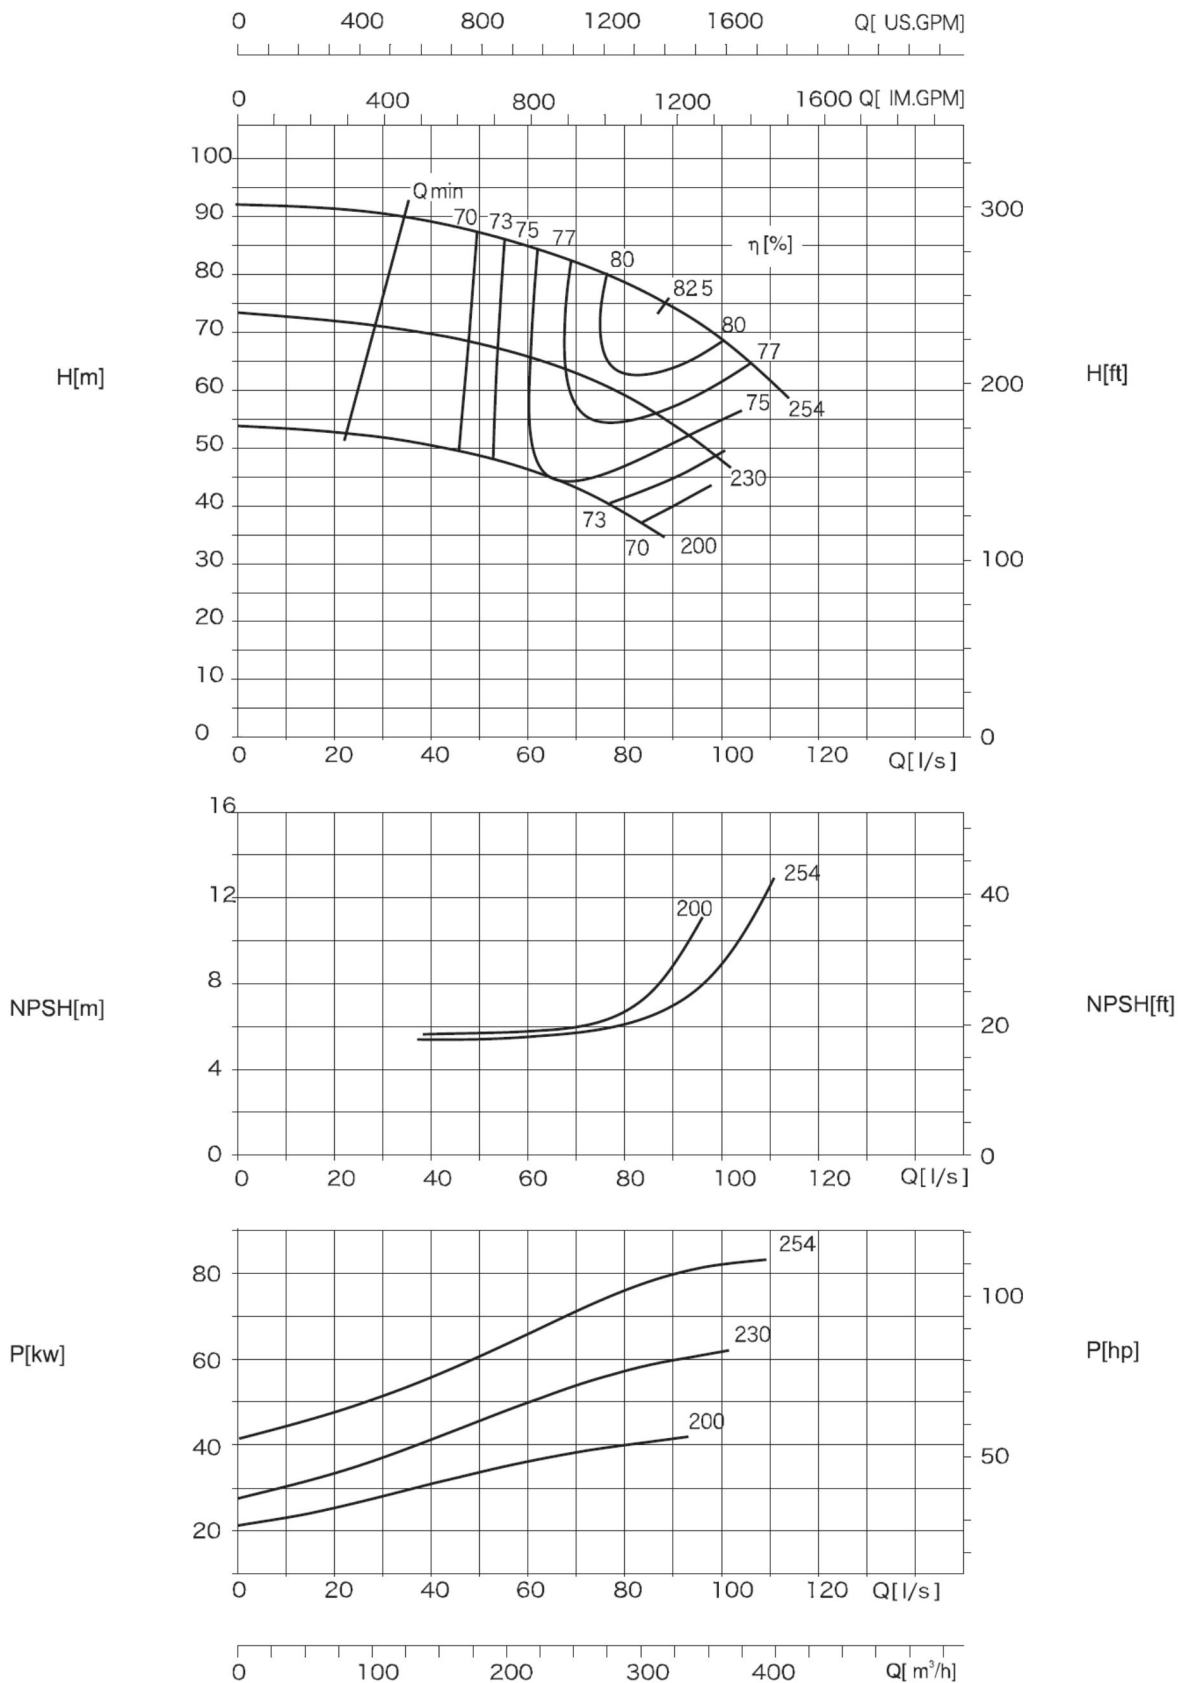 0 400 800 1200 1600 Q[ US.GPM]
0 400 800 1200 1600 Q[ IM.GPM]
100
Qmin
90 70 73 75 77 η[%] 300
80 80
825
70 80
77
H[m] 60 75 254 200 H[ft]
50
230
40 73
70 200
30 100
20
10
0 0
0 20 40 60 80 100 120 Q[l/s]
16
254
12 200 40
8
NPSH[m] 20 NPSH[ft]
4
0 0
0 20 40 60 80 100 120 Q[l/s]
254
80
100
230
P[kw] 60 P[hp]
200
40 50
20
0 20 40 60 80 100 120 Q[l/s]
0 100 200 300 400 Q[ m³/h]